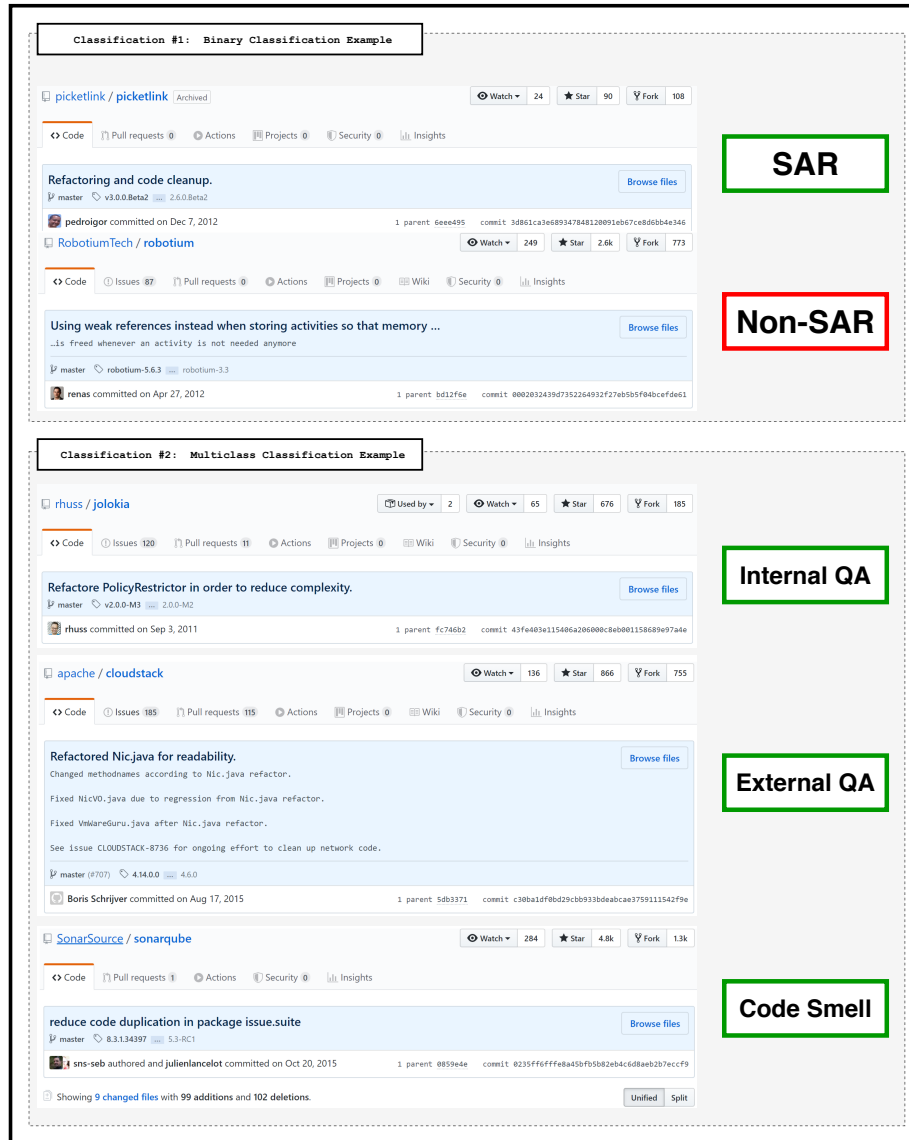 Classification #1: Binary Classification Example
picketlink / picketlink Archived
Watch 24 Star 90 Fork 108
Code Pull requests 0 Actions Projects 0 Security 0 Insights
Refactoring and code cleanup.
Browse files
master v3.0.0.Beta2 ... 2.6.0.Beta2
pedroigor committed on Dec 7, 2012 1 parent 6eee495 commit 3d861ca3e689347848120091eb67ce8d6bb4e346
SAR
RobotiumTech / robotium
Watch 249 Star 2.6k Fork 773
Code Issues 87 Pull requests 0 Actions Projects 0 Wiki Security 0 Insights
Using weak references instead when storing activities so that memory ...
Browse files
…is freed whenever an activity is not needed anymore
master robotium-5.6.3 ... robotium-3.3
renas committed on Apr 27, 2012 1 parent bd12f6e commit 0002032439d7352264932f27eb5b5f04bcefde61
Non-SAR
Classification #2: Multiclass Classification Example
rhuss / jolokia
Used by 2 Watch 65 Star 676 Fork 185
Code Issues 120 Pull requests 11 Actions Projects 0 Wiki Security 0 Insights
Refactore PolicyRestrictor in order to reduce complexity.
Browse files
master v2.0.0-M3 ... 2.0.0-M2
rhuss committed on Sep 3, 2011 1 parent fc746b2 commit 43fe403e115406a206000c8eb001158689e97a4e
Internal QA
apache / cloudstack
Watch 136 Star 866 Fork 755
Code Issues 185 Pull requests 115 Actions Projects 0 Wiki Security 0 Insights
Refactored Nic.java for readability.
Browse files
Changed methodnames according to Nic.java refactor.
Fixed NicVO.java due to regression from Nic.java refactor.
Fixed VmWareGuru.java after Nic.java refactor.
See issue CLOUDSTACK-8736 for ongoing effort to clean up network code.
master (#707) 4.14.0.0 ... 4.6.0
Boris Schrijver committed on Aug 17, 2015 1 parent 5db3371 commit c30ba1df0bd29cbb933bdeabcae3759111542f9e
External QA
SonarSource / sonarqube
Watch 284 Star 4.8k Fork 1.3k
Code Pull requests 1 Actions Security 0 Insights
reduce code duplication in package issue.suite
Browse files
master 8.3.1.34397 ... 5.3-RC1
sns-seb authored and julienlancelot committed on Oct 20, 2015 1 parent 0859e4e commit 0235ff6fffe8a45bfb5b82eb4c6d8aeb2b7eccf9
Showing 9 changed files with 99 additions and 102 deletions.
Unified Split
Code Smell